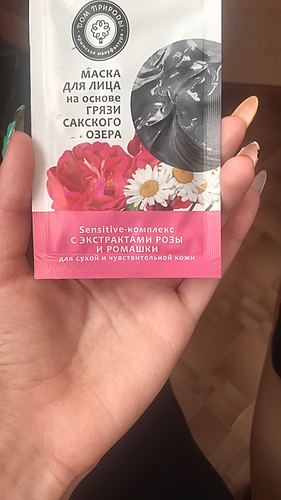 ДОМ ПРИРОДЫ
МАСКА
ДЛЯ ЛИЦА
на основе
ГРЯЗИ
САКСКОГО
ОЗЕРА
Sensitive-комплекс
С ЭКСТРАКТАМИ РОЗЫ
И РОМАШКИ
для сухой и чувствительной кожи